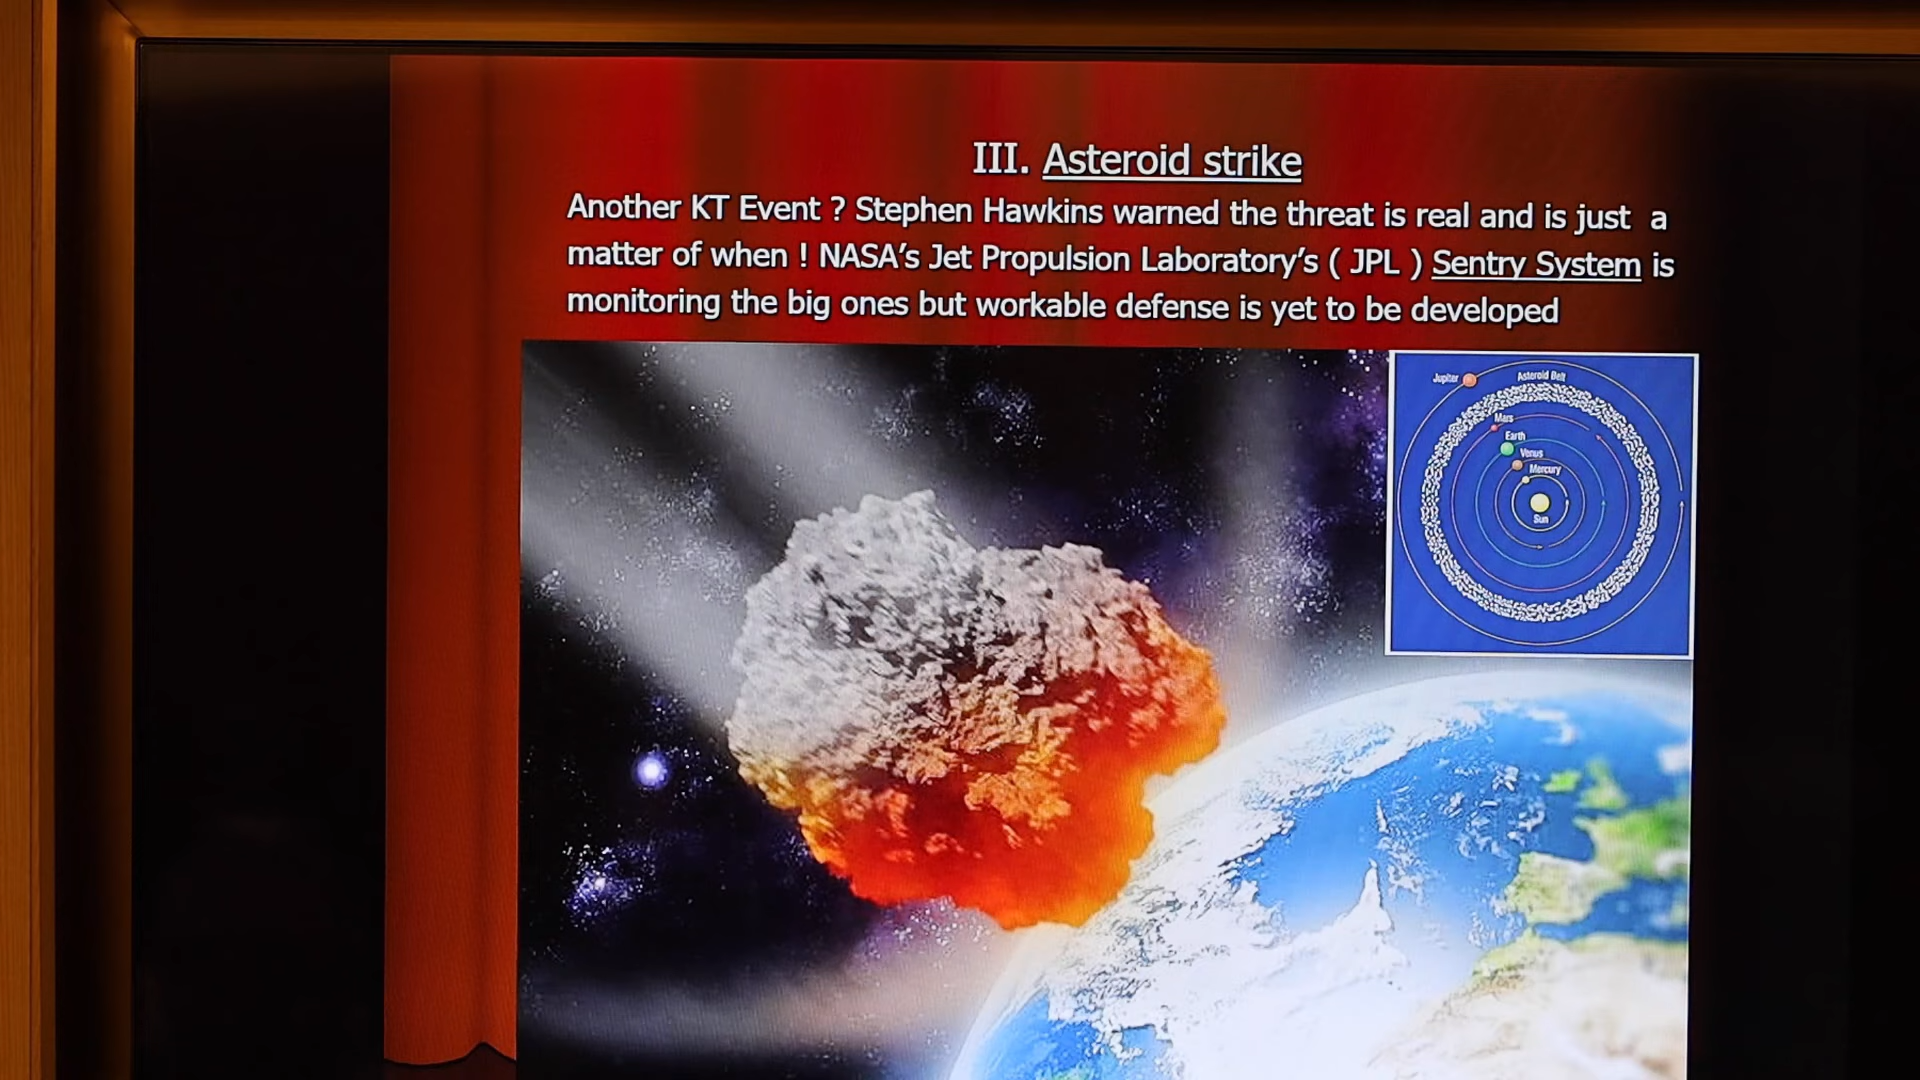 III. Asteroid strike
Another KT Event ? Stephen Hawkins warned the threat is real and is just a
matter of when ! NASA's Jet Propulsion Laboratory's ( JPL ) Sentry System is
monitoring the big ones but workable defense is yet to be developed
Jupiter
Asteroid Belt
Mars
Earth
Venus
Mercury
Sun